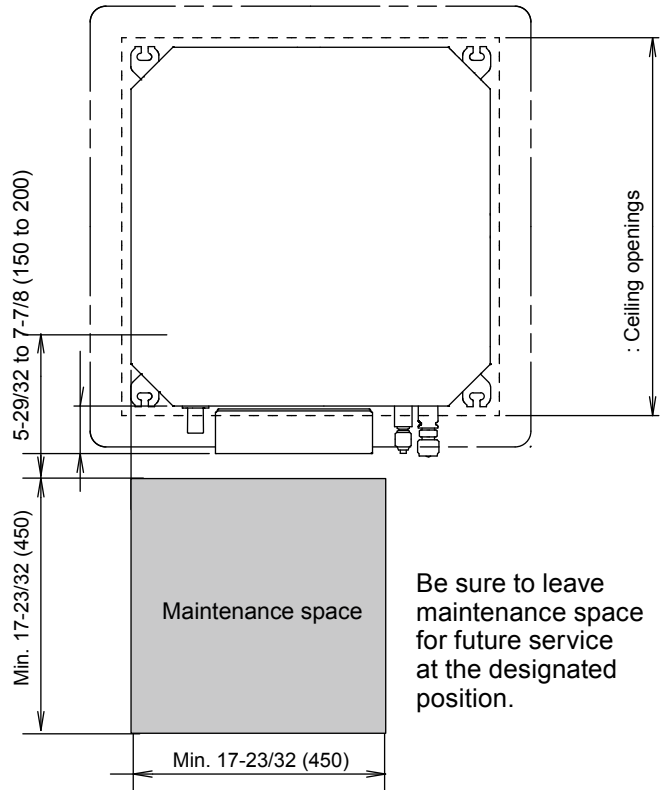 5-29/32 to 7-7/8 (150 to 200)
: Ceiling openings
Min. 17-23/32 (450)
Maintenance space
Be sure to leave
maintenance space
for future service
at the designated
position.
Min. 17-23/32 (450)